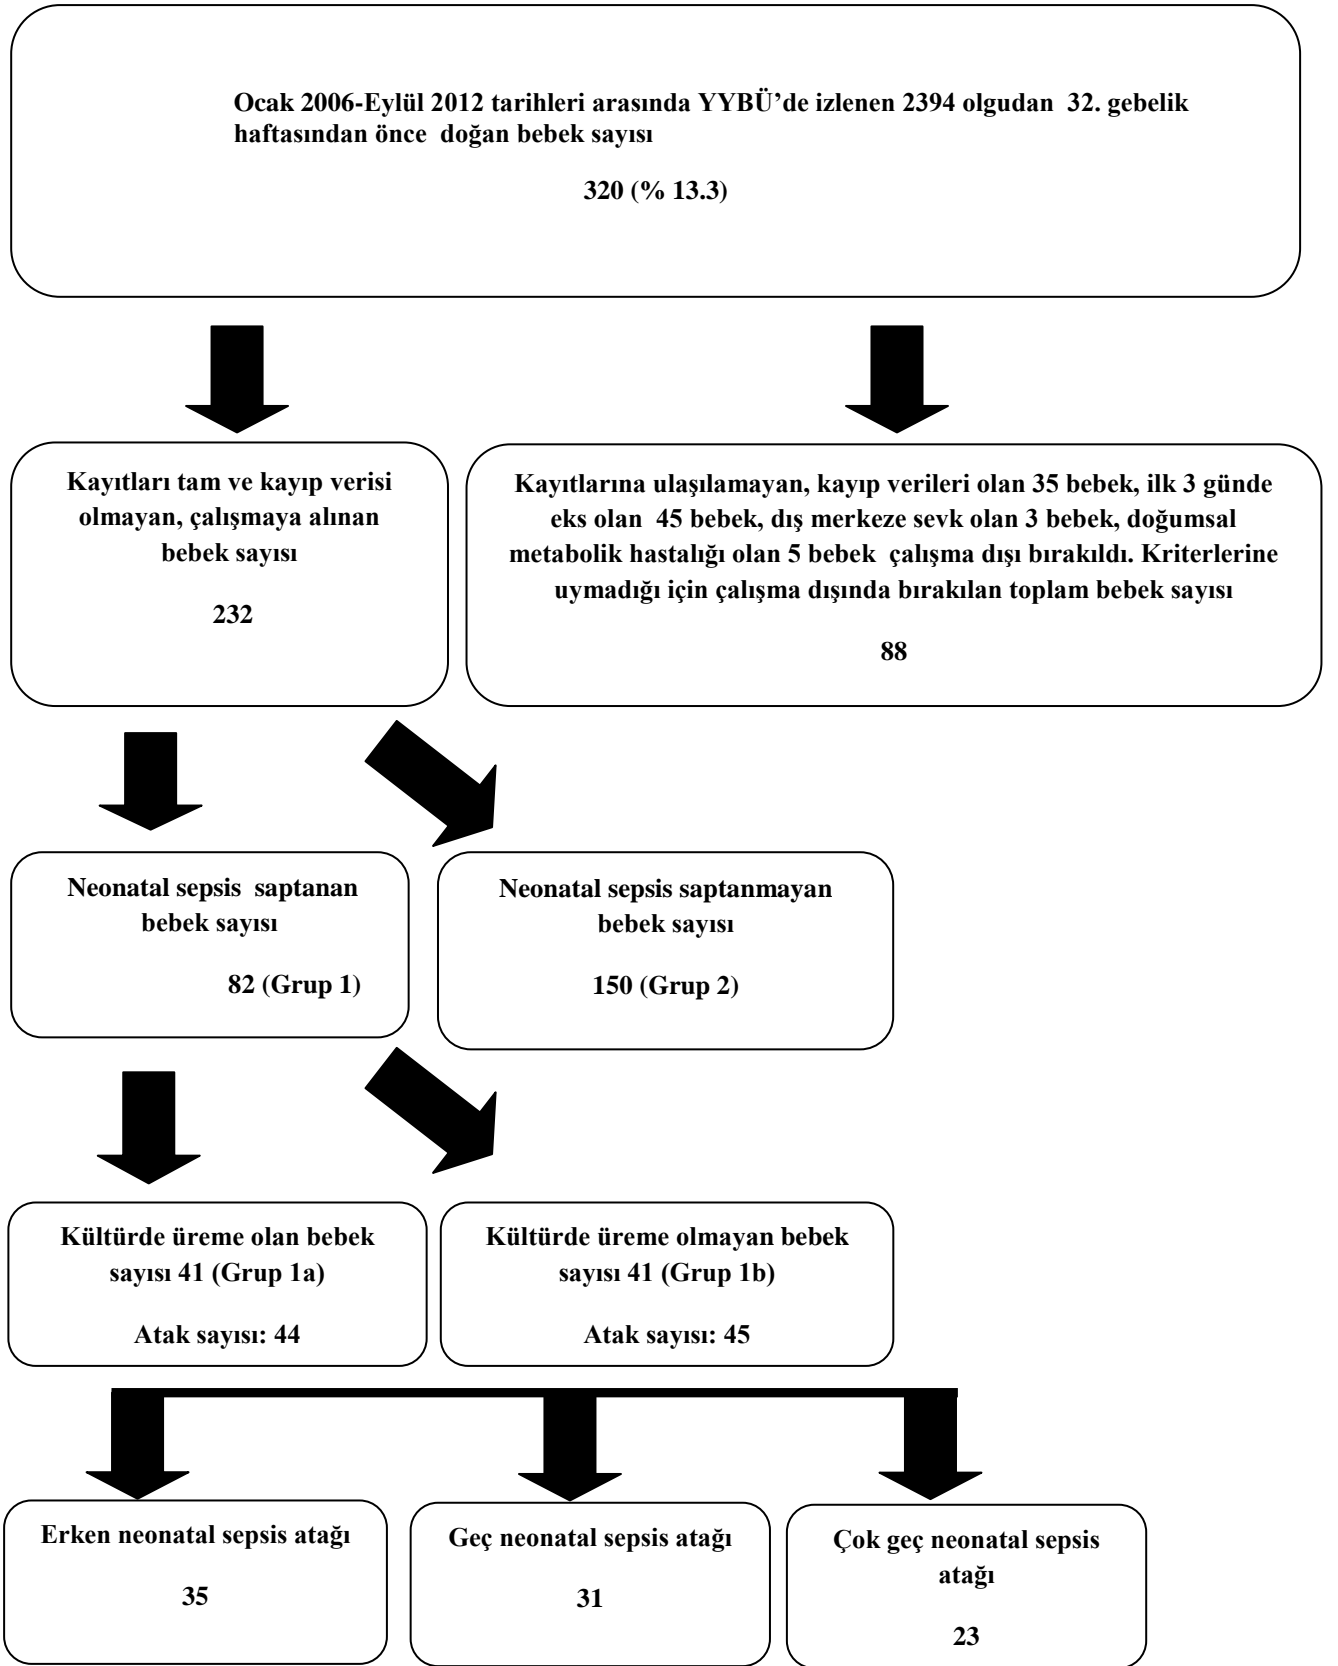 Ocak 2006-Eylül 2012 tarihleri arasında YYBÜ’de izlenen 2394 olgudan 32. gebelik
haftasından önce doğan bebek sayısı
320 (% 13.3)
Kayıtları tam ve kayıp verisi
olmayan, çalışmaya alınan
bebek sayısı
232
Kayıtlarına ulaşılamayan, kayıp verileri olan 35 bebek, ilk 3 günde
eks olan 45 bebek, dış merkeze sevk olan 3 bebek, doğumsal
metabolik hastalığı olan 5 bebek çalışma dışı bırakıldı. Kriterlerine
uymadığı için çalışma dışında bırakılan toplam bebek sayısı
88
Neonatal sepsis saptanan
bebek sayısı
82 (Grup 1)
Neonatal sepsis saptanmayan
bebek sayısı
150 (Grup 2)
Kültürde üreme olan bebek
sayısı 41 (Grup 1a)
Atak sayısı: 44
Kültürde üreme olmayan bebek
sayısı 41 (Grup 1b)
Atak sayısı: 45
Erken neonatal sepsis atağı
35
Geç neonatal sepsis atağı
31
Çok geç neonatal sepsis
atağı
23